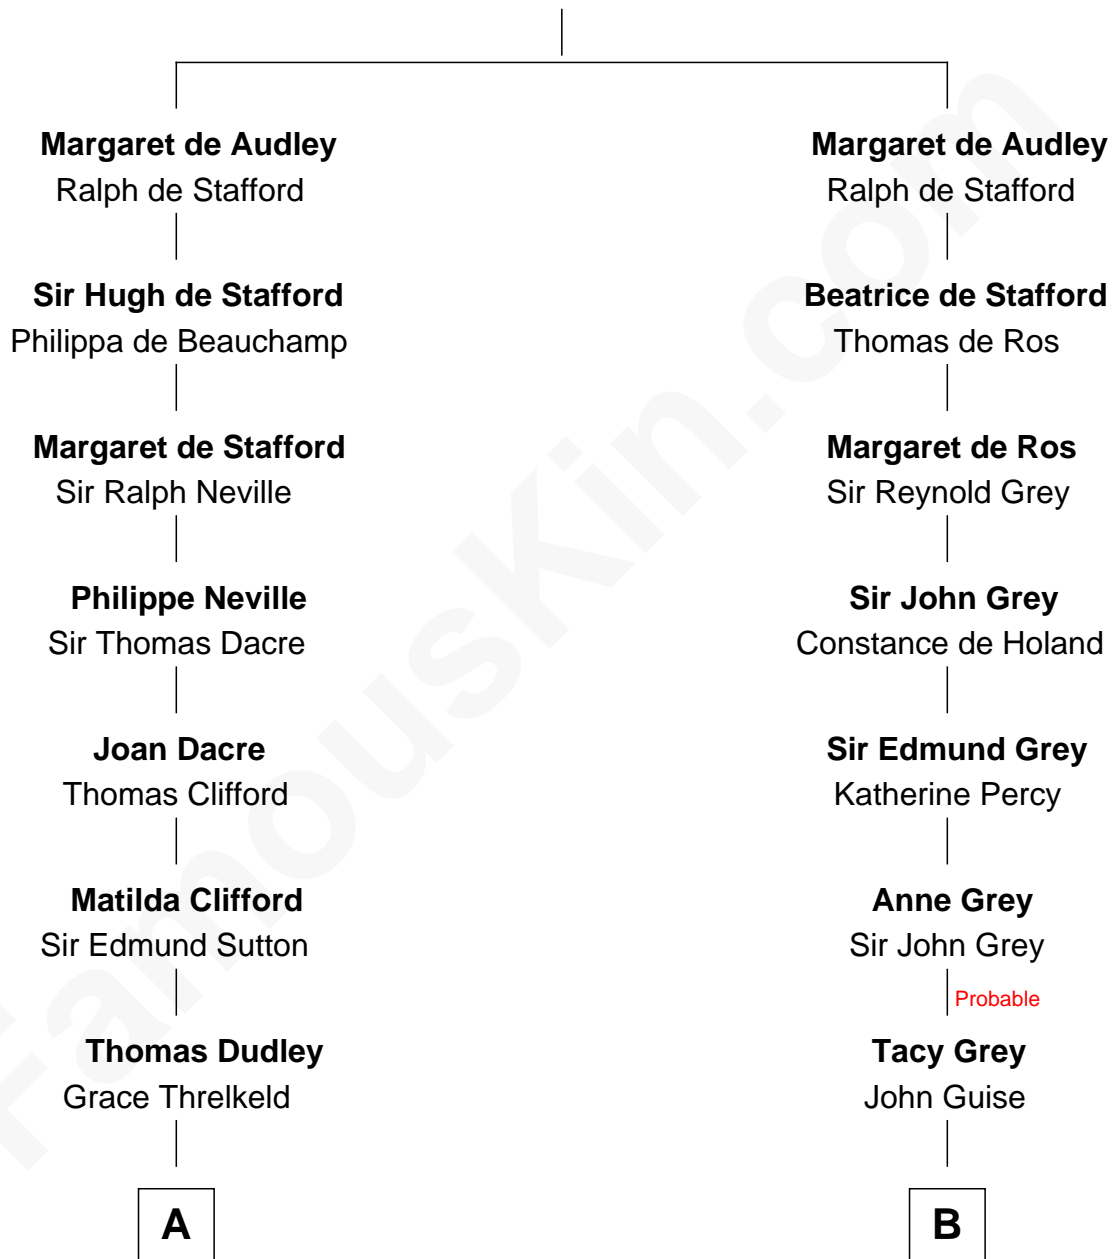 Margaret de Audley
Ralph de Stafford
Sir Hugh de Stafford
Philippa de Beauchamp
Margaret de Stafford
Sir Ralph Neville
Philippe Neville
Sir Thomas Dacre
Joan Dacre
Thomas Clifford
Matilda Clifford
Sir Edmund Sutton
Thomas Dudley
Grace Threlkeld
A
Margaret de Audley
Ralph de Stafford
Beatrice de Stafford
Thomas de Ros
Margaret de Ros
Sir Reynold Grey
Sir John Grey
Constance de Holand
Sir Edmund Grey
Katherine Percy
Anne Grey
Sir John Grey
Probable
Tacy Grey
John Guise
B
FamousKin.com